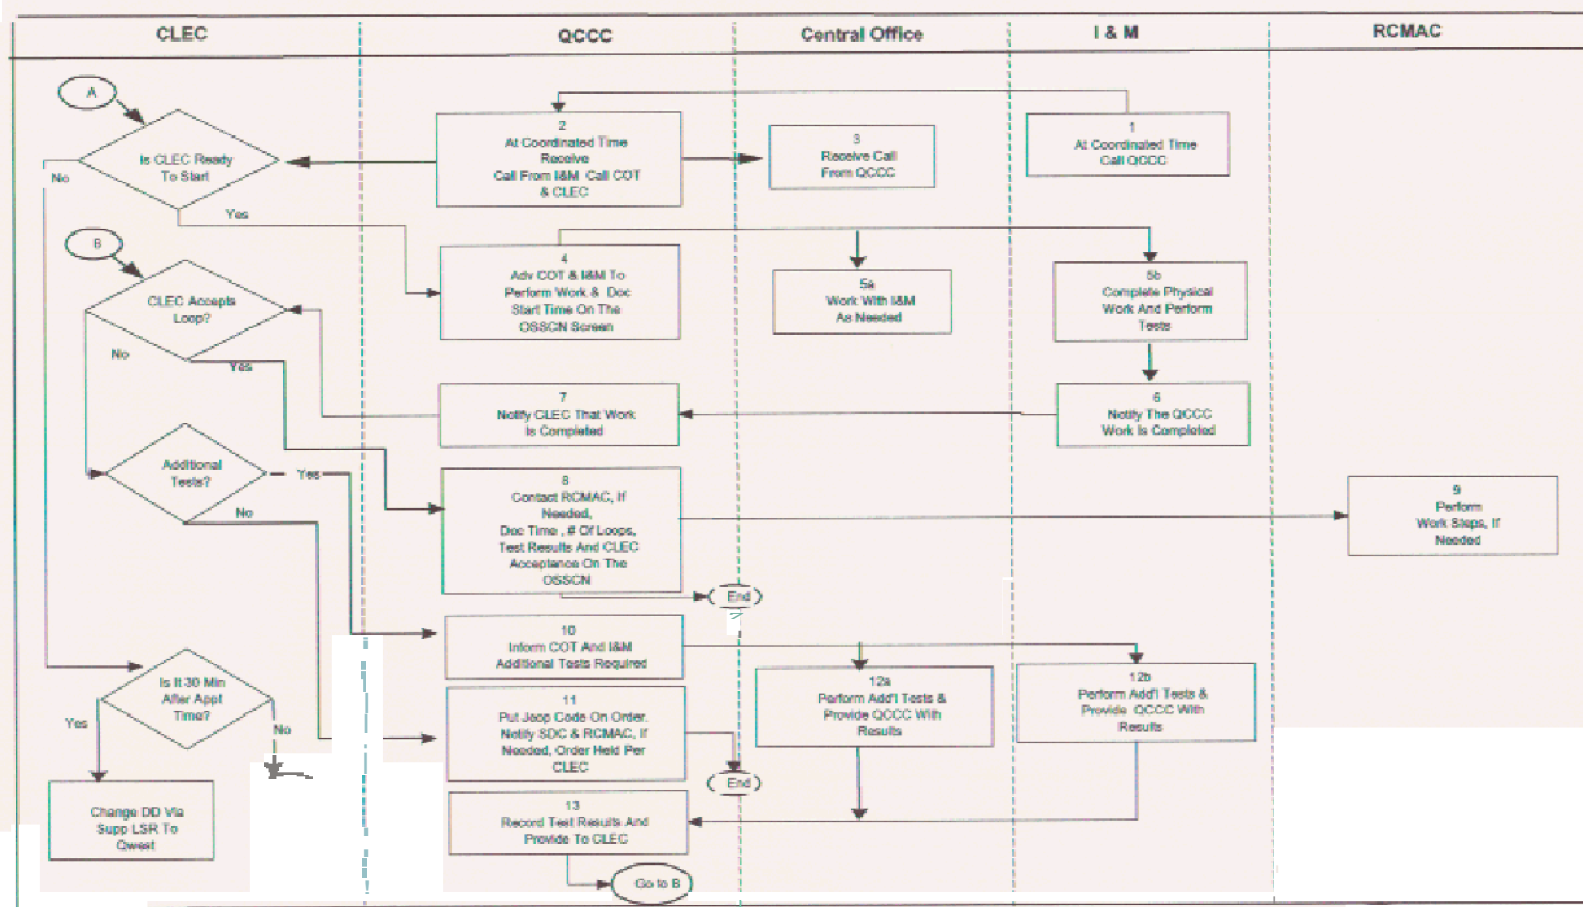 CLEC
QCCC
Central Office
I & M
RCMAC
A
Is CLEC Ready
To Start
No
Yes
2
At Coordinated Time
Receive
Call From I&M Call COT
& CLEC
3
Receive Call
From QCCC
1
At Coordinated Time
Call QCCC
B
CLEC Accepts
Loop?
No
Yes
4
Adv COT & I&M To
Perform Work & Doc
Start Time On The
OSSCN Screen
5a
Work With I&M
As Needed
5b
Complete Physical
Work And Perform
Tests
7
Notify CLEC That Work
Is Completed
6
Notify The QCCC
Work Is Completed
Additional
Tests?
Yes
No
8
Contact RCMAC, If
Needed,
Doc Time , # Of Loops,
Test Results And CLEC
Acceptance On The
OSSCN
9
Perform
Work Steps, If
Needed
End
10
Inform COT And I&M
Additional Tests Required
Is It 30 Min
After Appt
Time?
Yes
No
11
Put Jeop Code On Order.
Notify SDC & RCMAC, If
Needed, Order Held Per
CLEC
12a
Perform Add'l Tests &
Provide QCCC With
Results
12b
Perform Add'l Tests &
Provide QCCC With
Results
End
Change DD Via
Supp LSR To
Qwest
13
Record Test Results And
Provide To CLEC
Go to B